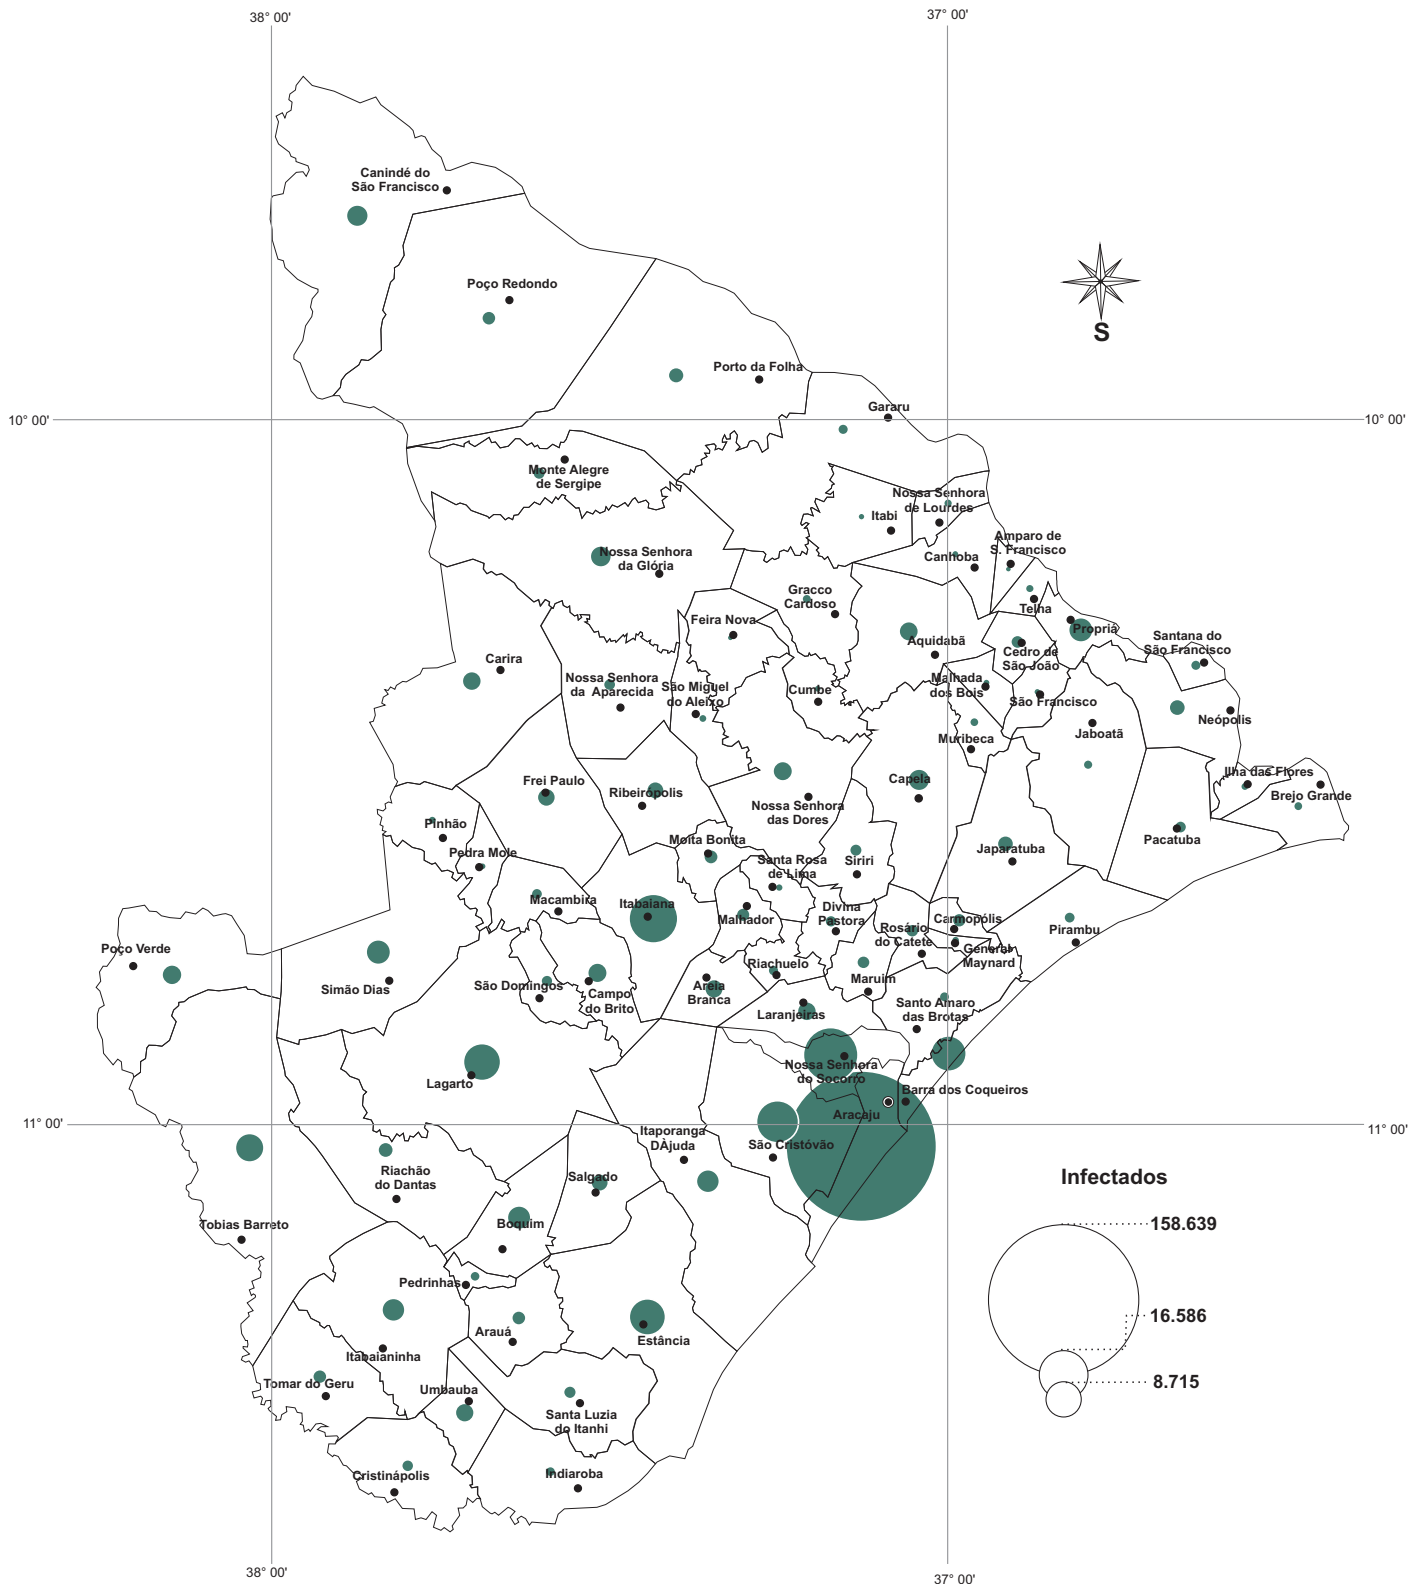 38° 00'
37° 00'
Canindé do
São Francisco
Poço Redondo
S
Porto da Folha
Gararu
10° 00'
10° 00'
Monte Alegre
de Sergipe
Nossa Senhora
de Lourdes
Itabi
Amparo de
S. Francisco
Canhoba
Nossa Senhora
da Glória
Gracco
Cardoso
Telha
Feira Nova
Propriá
Aquidabã
Santana do
São Francisco
Cedro de
São João
Carira
Nossa Senhora
da Aparecida
São Miguel
do Aleixo
Cumbe
Malhada
dos Bois
São Francisco
Neópolis
Jaboatã
Muribeca
Frei Paulo
Ribeirópolis
Capela
Ilha das Flores
Brejo Grande
Nossa Senhora
das Dores
Pinhão
Pedra Mole
Moita Bonita
Santa Rosa
de Lima
Siriri
Japaratuba
Pacatuba
Macambira
Itabaiana
Malhador
Divina
Pastora
Rosário
do Catete
Carmopólis
General
Maynard
Pirambu
Poço Verde
Simão Dias
São Domingos
Campo
do Brito
Areia
Branca
Riachuelo
Maruim
Laranjeiras
Santo Amaro
das Brotas
Lagarto
Nossa Senhora
do Socorro
Barra dos Coqueiros
Aracaju
11° 00'
11° 00'
Itaporanga
DÀjuda
São Cristóvão
Riachão
do Dantas
Salgado
Infectados
158.639
16.586
8.715
Tobias Barreto
Boquim
Pedrinhas
Arauá
Estância
Itabaianinha
Tomar do Geru
Umbauba
Santa Luzia
do Itanhi
Cristinápolis
Indiaroba
38° 00'
37° 00'